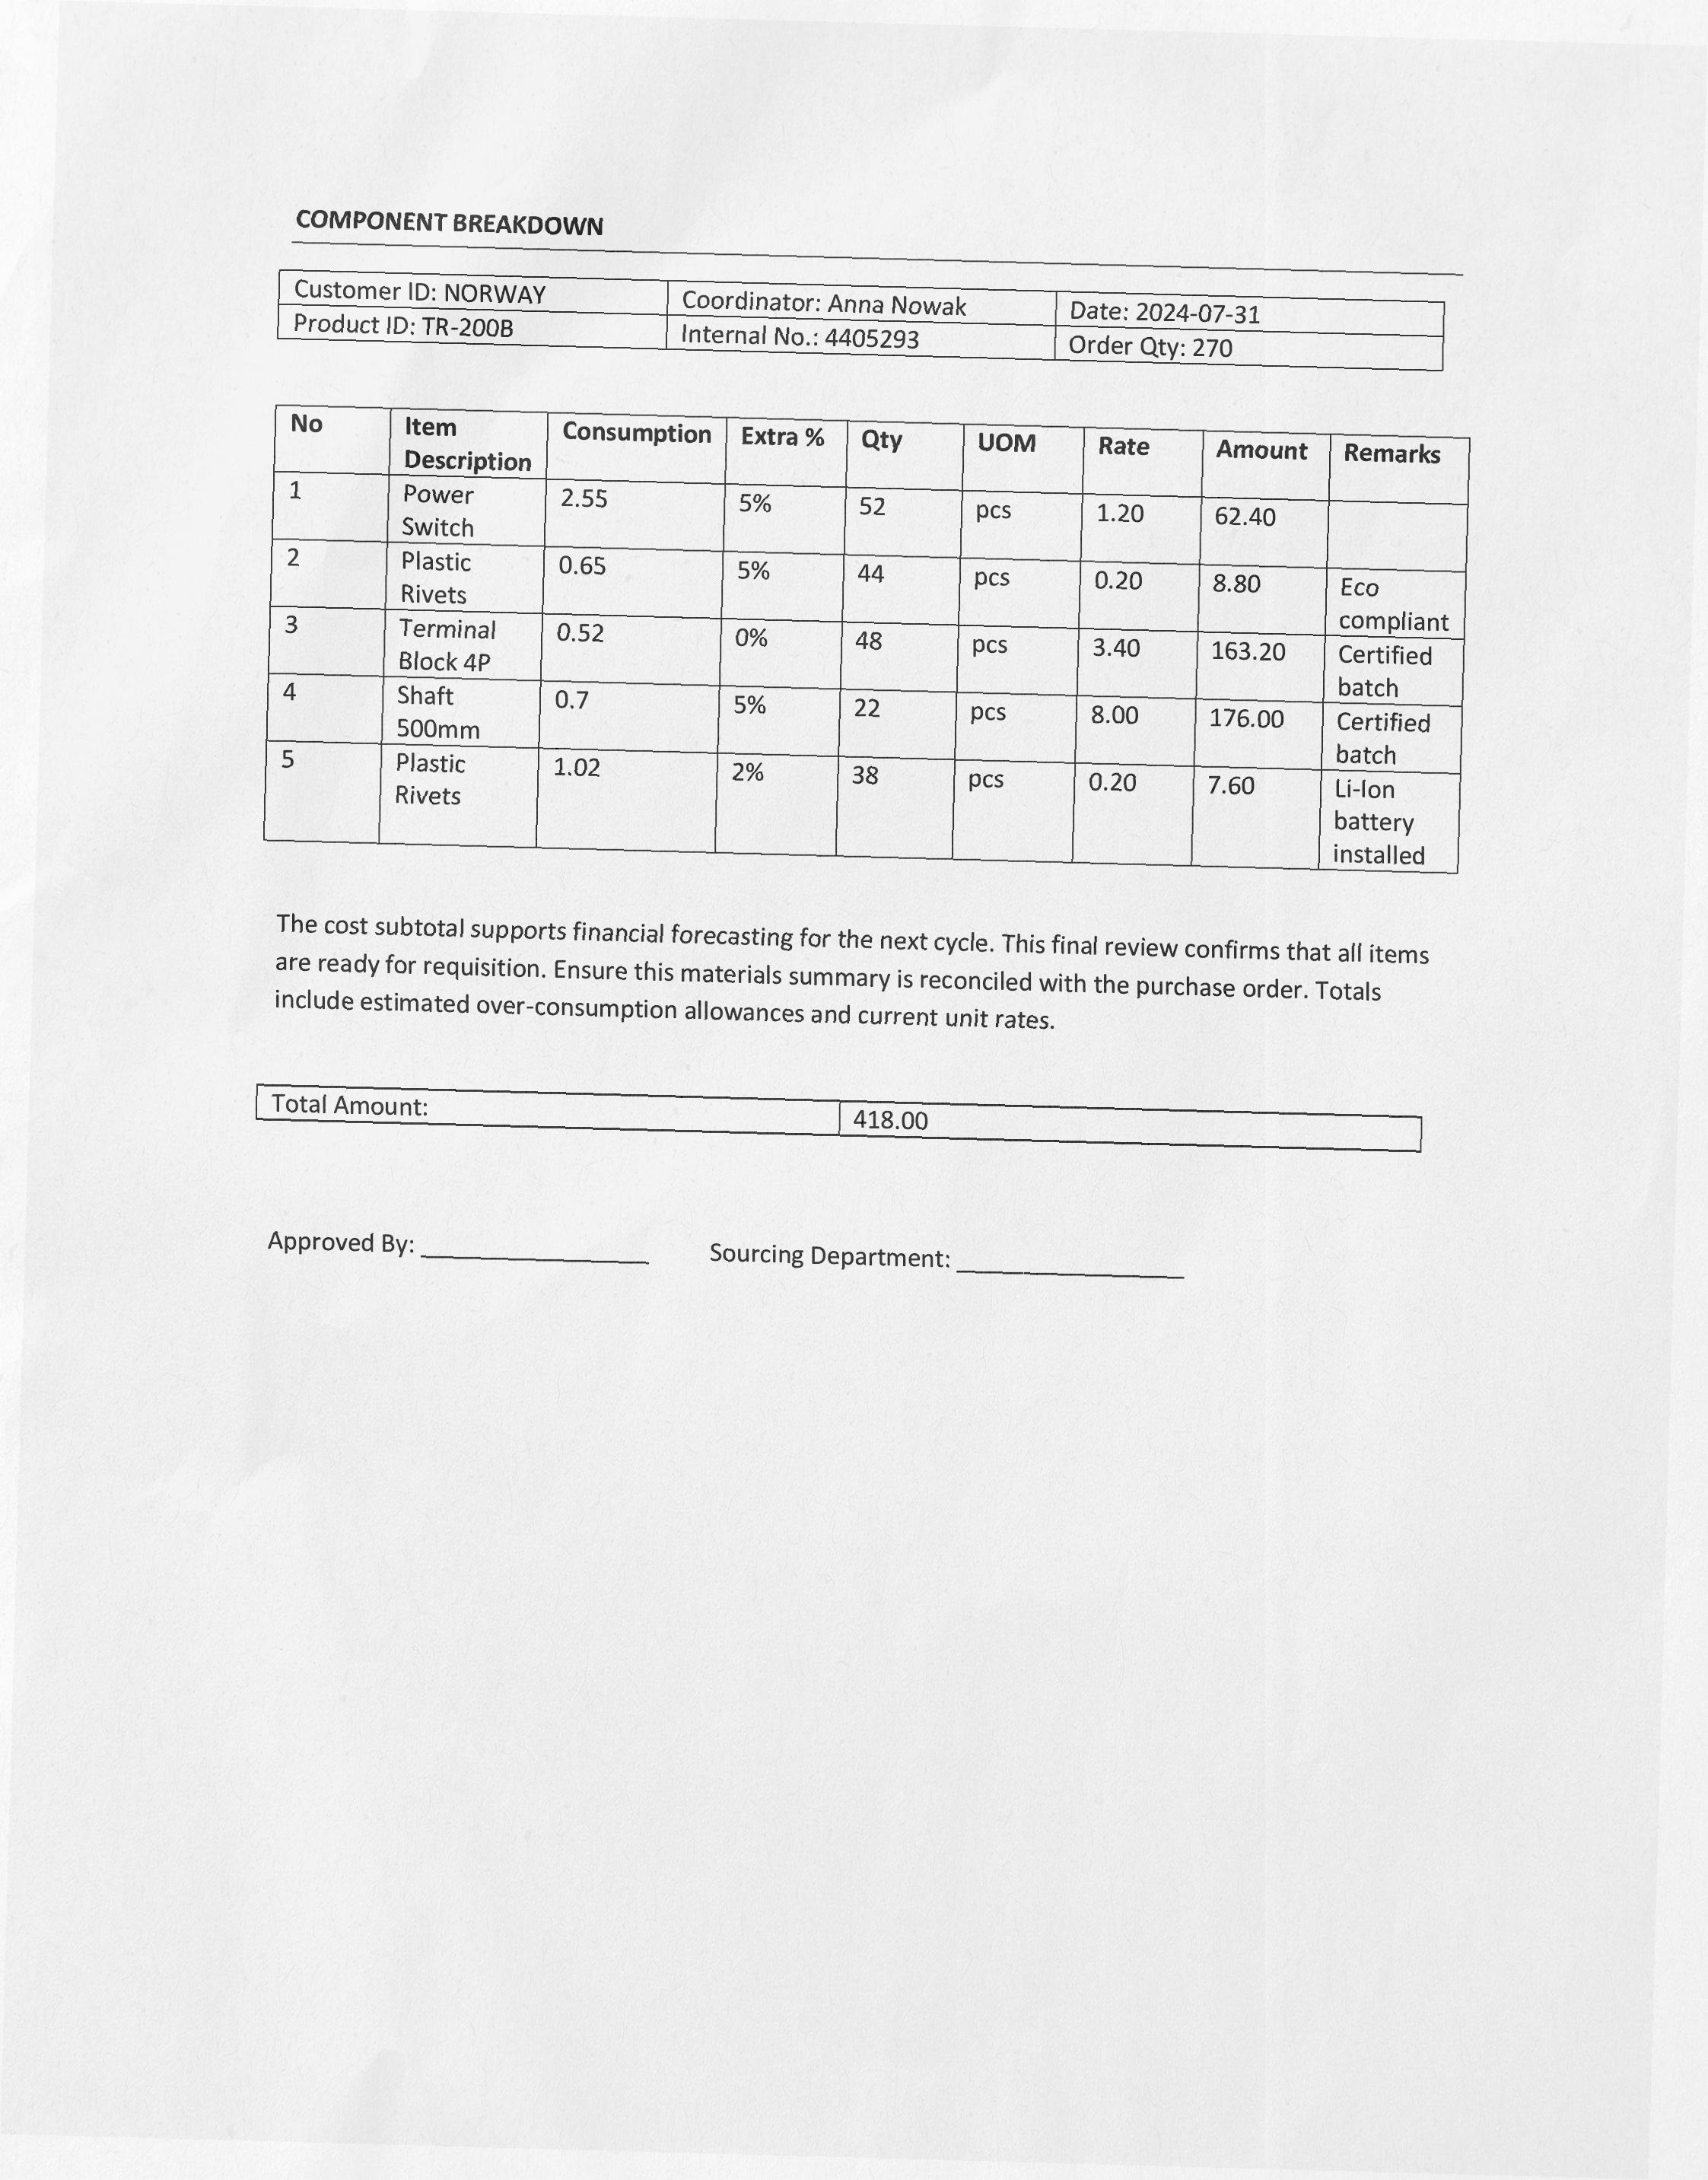 COMPONENT BREAKDOWN
Customer ID: NORWAY Coordinator: Anna Nowak Date: 2024-07-31
Product ID: TR-200B Internal No.: 4405293 Order Qty: 270
No Item Description Consumption Extra % Qty UOM Rate Amount Remarks
1 Power Switch 2.55 5% 52 pcs 1.20 62.40
2 Plastic Rivets 0.65 5% 44 pcs 0.20 8.80 Eco compliant
3 Terminal Block 4P 0.52 0% 48 pcs 3.40 163.20 Certified batch
4 Shaft 500mm 0.7 5% 22 pcs 8.00 176.00 Certified batch
5 Plastic Rivets 1.02 2% 38 pcs 0.20 7.60 Li-Ion battery installed
The cost subtotal supports financial forecasting for the next cycle. This final review confirms that all items
are ready for requisition. Ensure this materials summary is reconciled with the purchase order. Totals
include estimated over-consumption allowances and current unit rates.
Total Amount: 418.00
Approved By: _______________ Sourcing Department: _______________